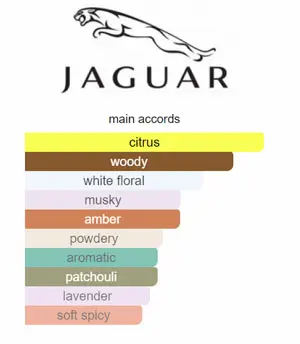 JAGUAR
main accords
citrus
woody
white floral
musky
amber
powdery
aromatic
patchouli
lavender
soft spicy